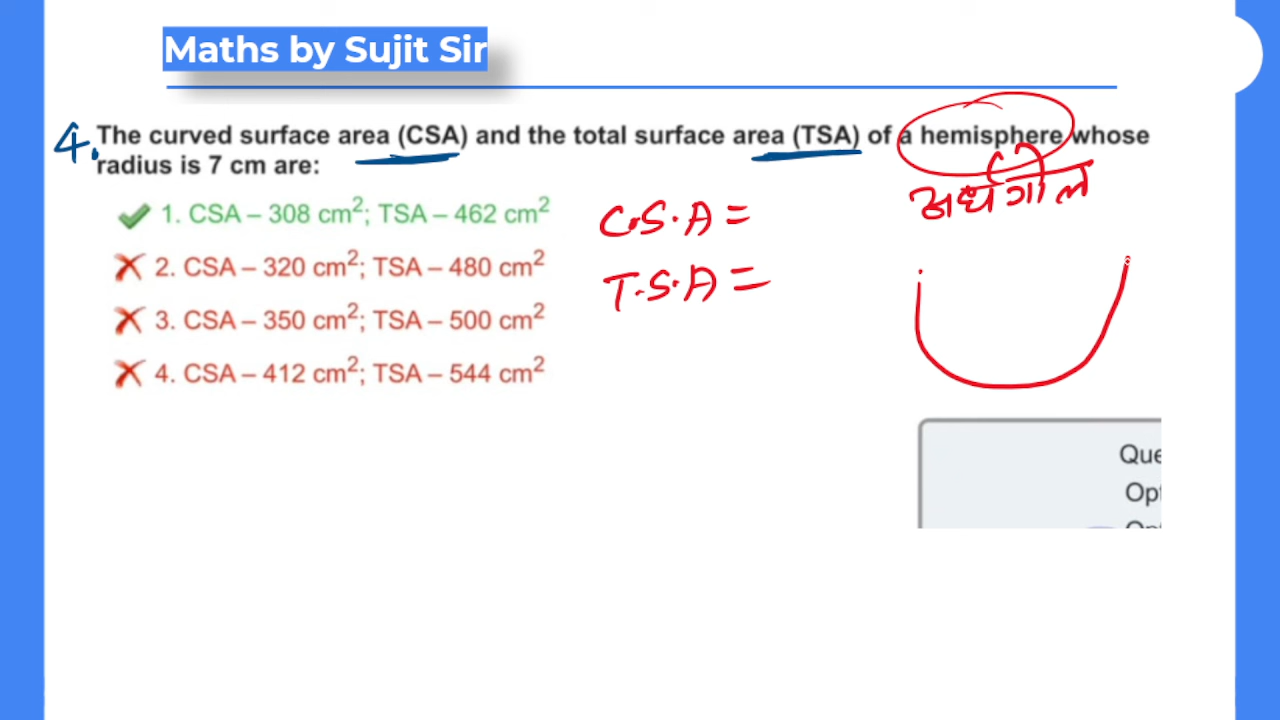 Maths by Sujit Sir
4. The curved surface area (CSA) and the total surface area (TSA) of a hemisphere whose
radius is 7 cm are:
अर्धगोल
1. CSA – 308 cm²; TSA – 462 cm²
2. CSA – 320 cm²; TSA – 480 cm²
3. CSA – 350 cm²; TSA – 500 cm²
4. CSA – 412 cm²; TSA – 544 cm²
C.S.A =
T.S.A =
Que
Opt